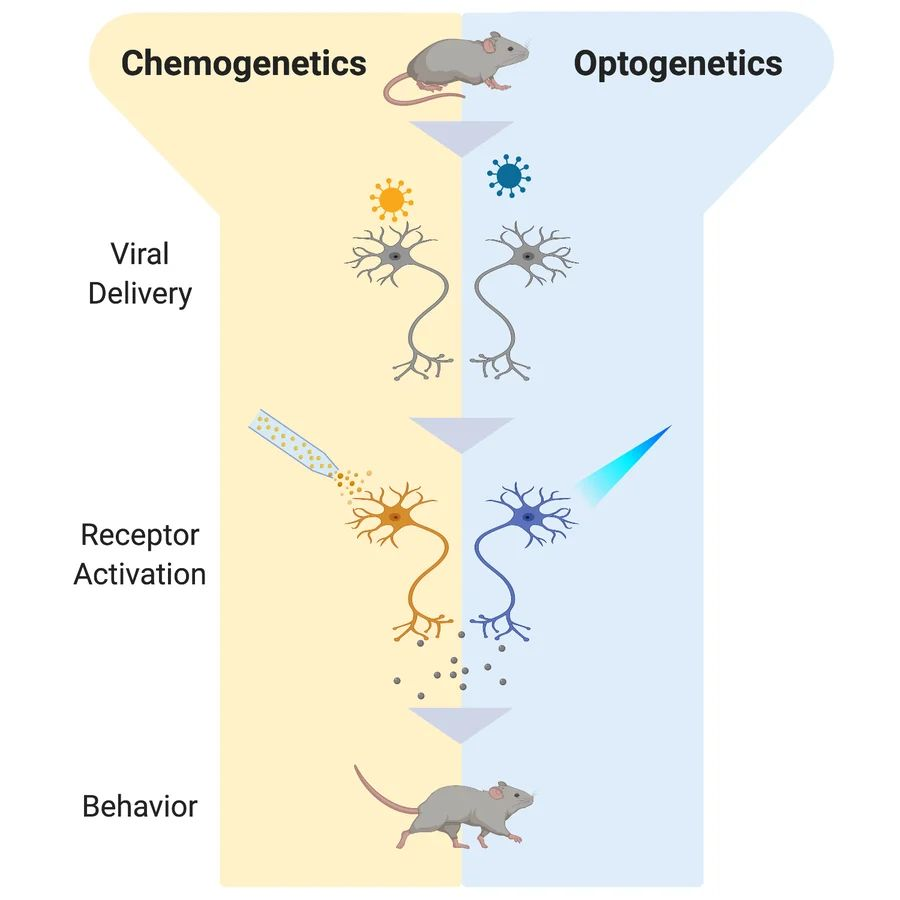 Chemogenetics
Optogenetics
Viral
Delivery
Receptor
Activation
Behavior